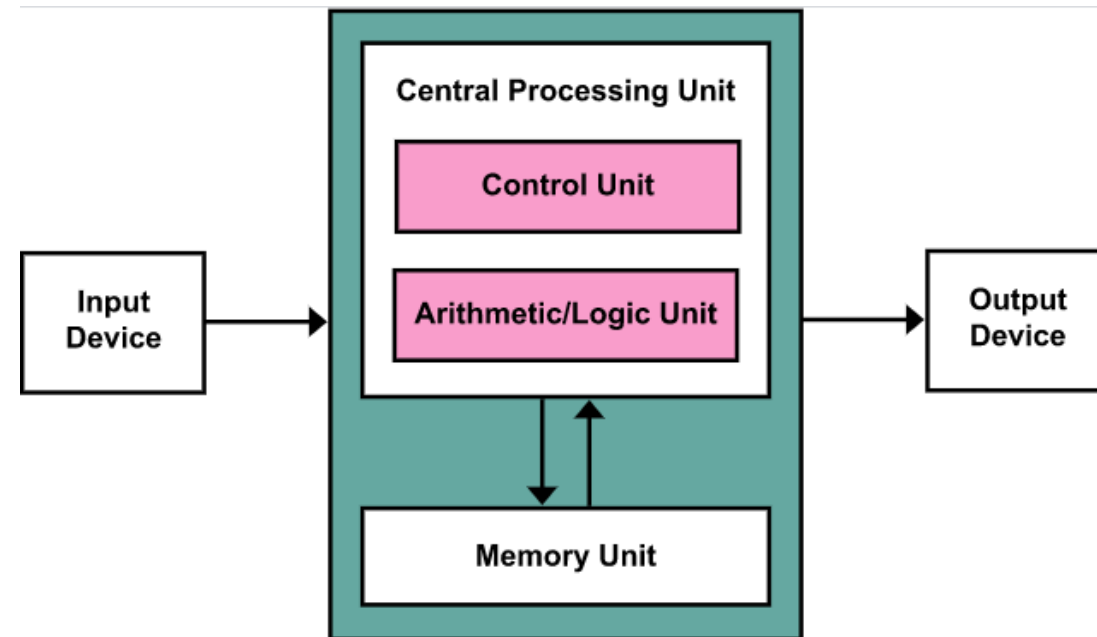 Central Processing Unit
Control Unit
Arithmetic/Logic Unit
Input
Device
Output
Device
Memory Unit